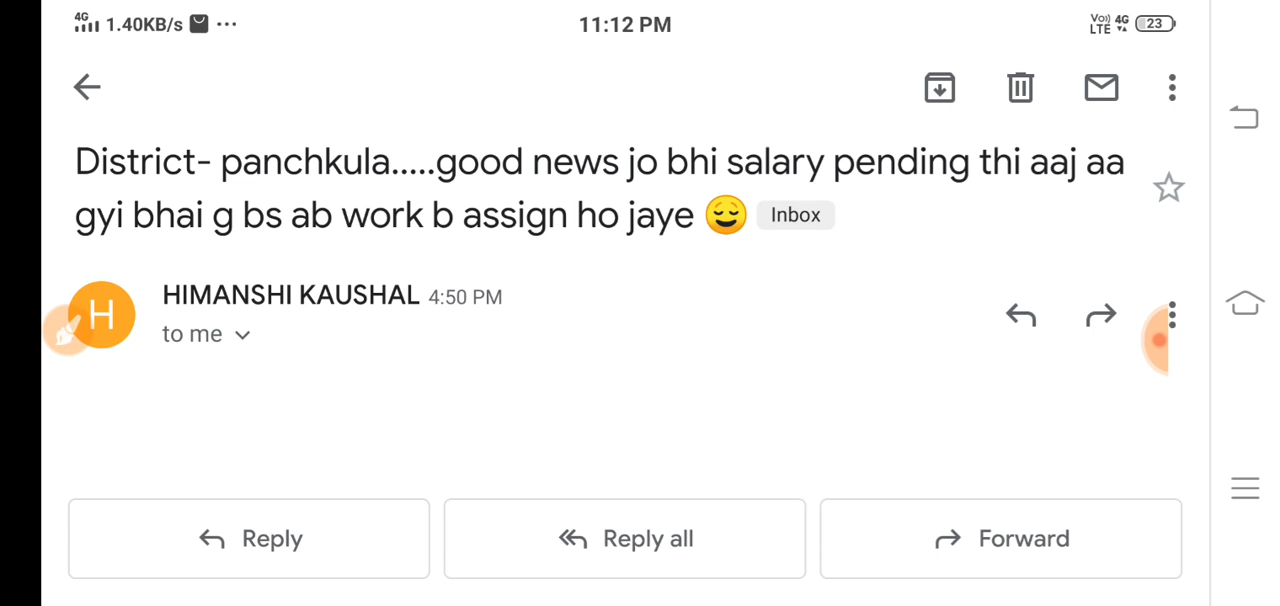 4G 1.40KB/s ... 11:12 PM Vo)) LTE 4G 23
District- panchkula.....good news jo bhi salary pending thi aaj aa
gyi bhai g bs ab work b assign ho jaye 😌 Inbox
H HIMANSHI KAUSHAL 4:50 PM
to me
Reply Reply all Forward